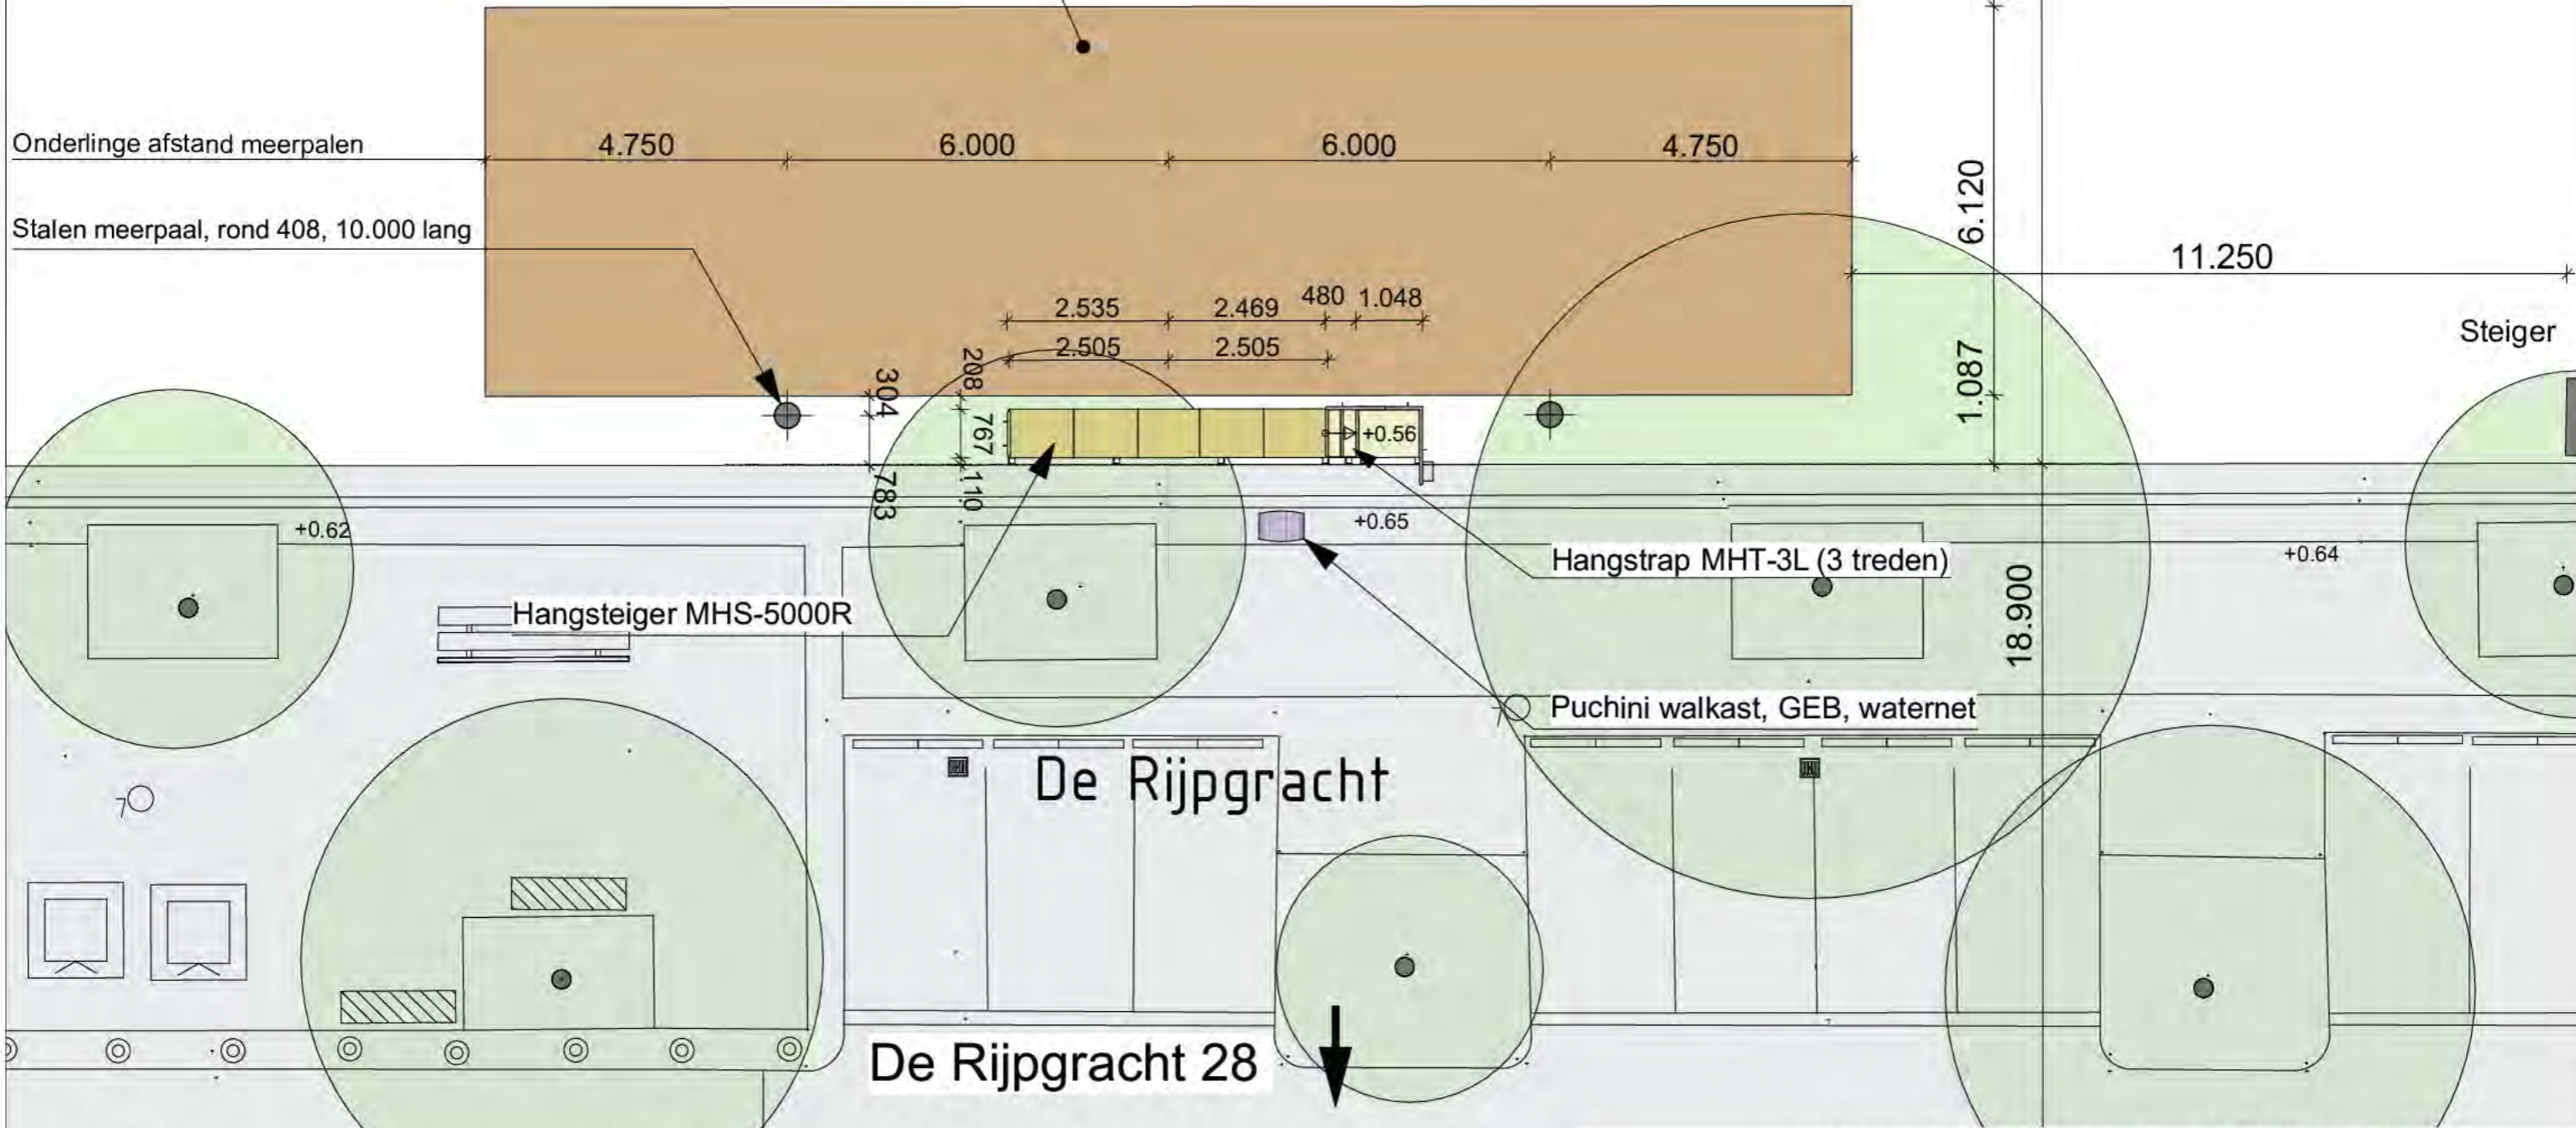 Onderlinge afstand meerpalen
4.750
6.000
6.000
4.750
6.120
Stalen meerpaal, rond 408, 10.000 lang
11.250
2.535
2.469
480
1.048
2.505
2.505
Steiger
304
208
767
+0.56
1.087
783
110
+0.62
+0.65
+0.64
Hangstrap MHT-3L (3 treden)
Hangsteiger MHS-5000R
18.900
Puchini walkast, GEB, waternet
De Rijpgracht
De Rijpgracht 28